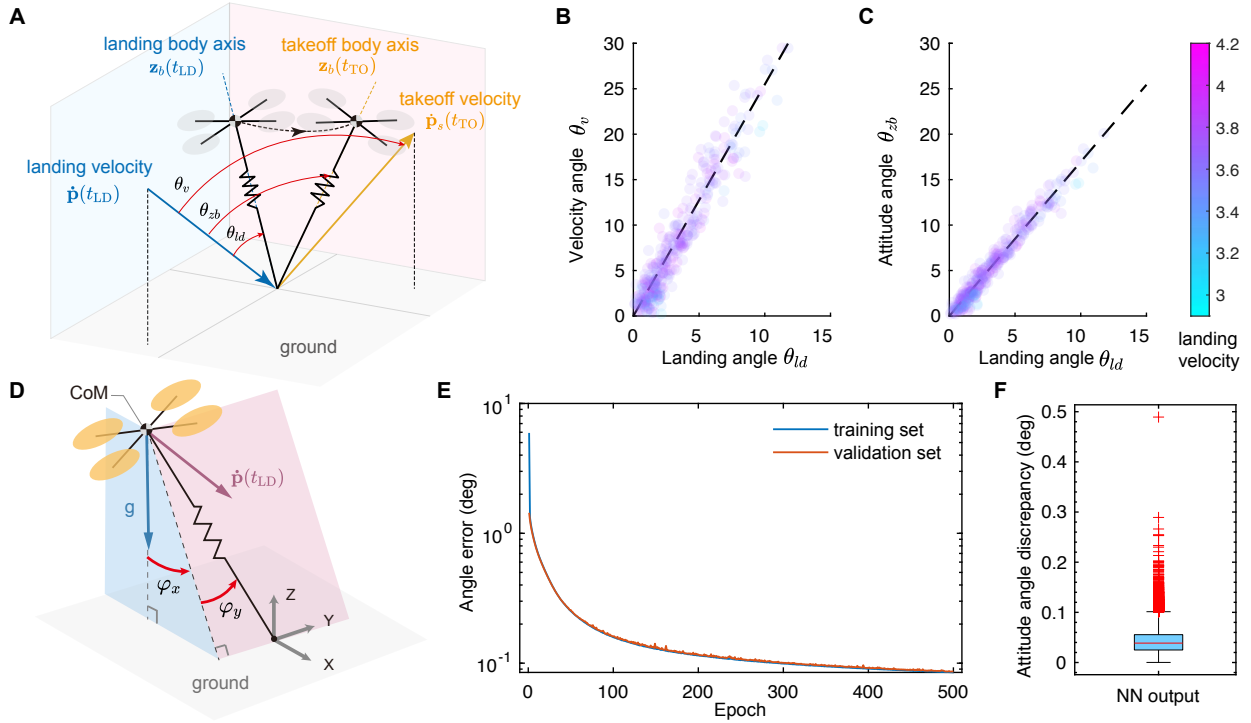 A
landing body axis
z_b(t_LD)
takeoff body axis
z_b(t_TO)
takeoff velocity
ṗ_s(t_TO)
landing velocity
ṗ(t_LD)
θ_v
θ_zb
θ_ld
ground
B
30
25
20
15
10
5
0
Velocity angle θ_v
0 5 10 15
Landing angle θ_ld
C
30
25
20
15
10
5
0
Attitude angle θ_zb
0 5 10 15
Landing angle θ_ld
4.2
4
3.8
3.6
3.4
3.2
3
landing
velocity
D
CoM
ṗ(t_LD)
g
φ_x
φ_y
Z
Y
X
ground
E
10^1
10^0
10^-1
Angle error (deg)
training set
validation set
0 100 200 300 400 500
Epoch
F
0.5
0.4
0.3
0.2
0.1
0
Attitude angle discrepancy (deg)
NN output